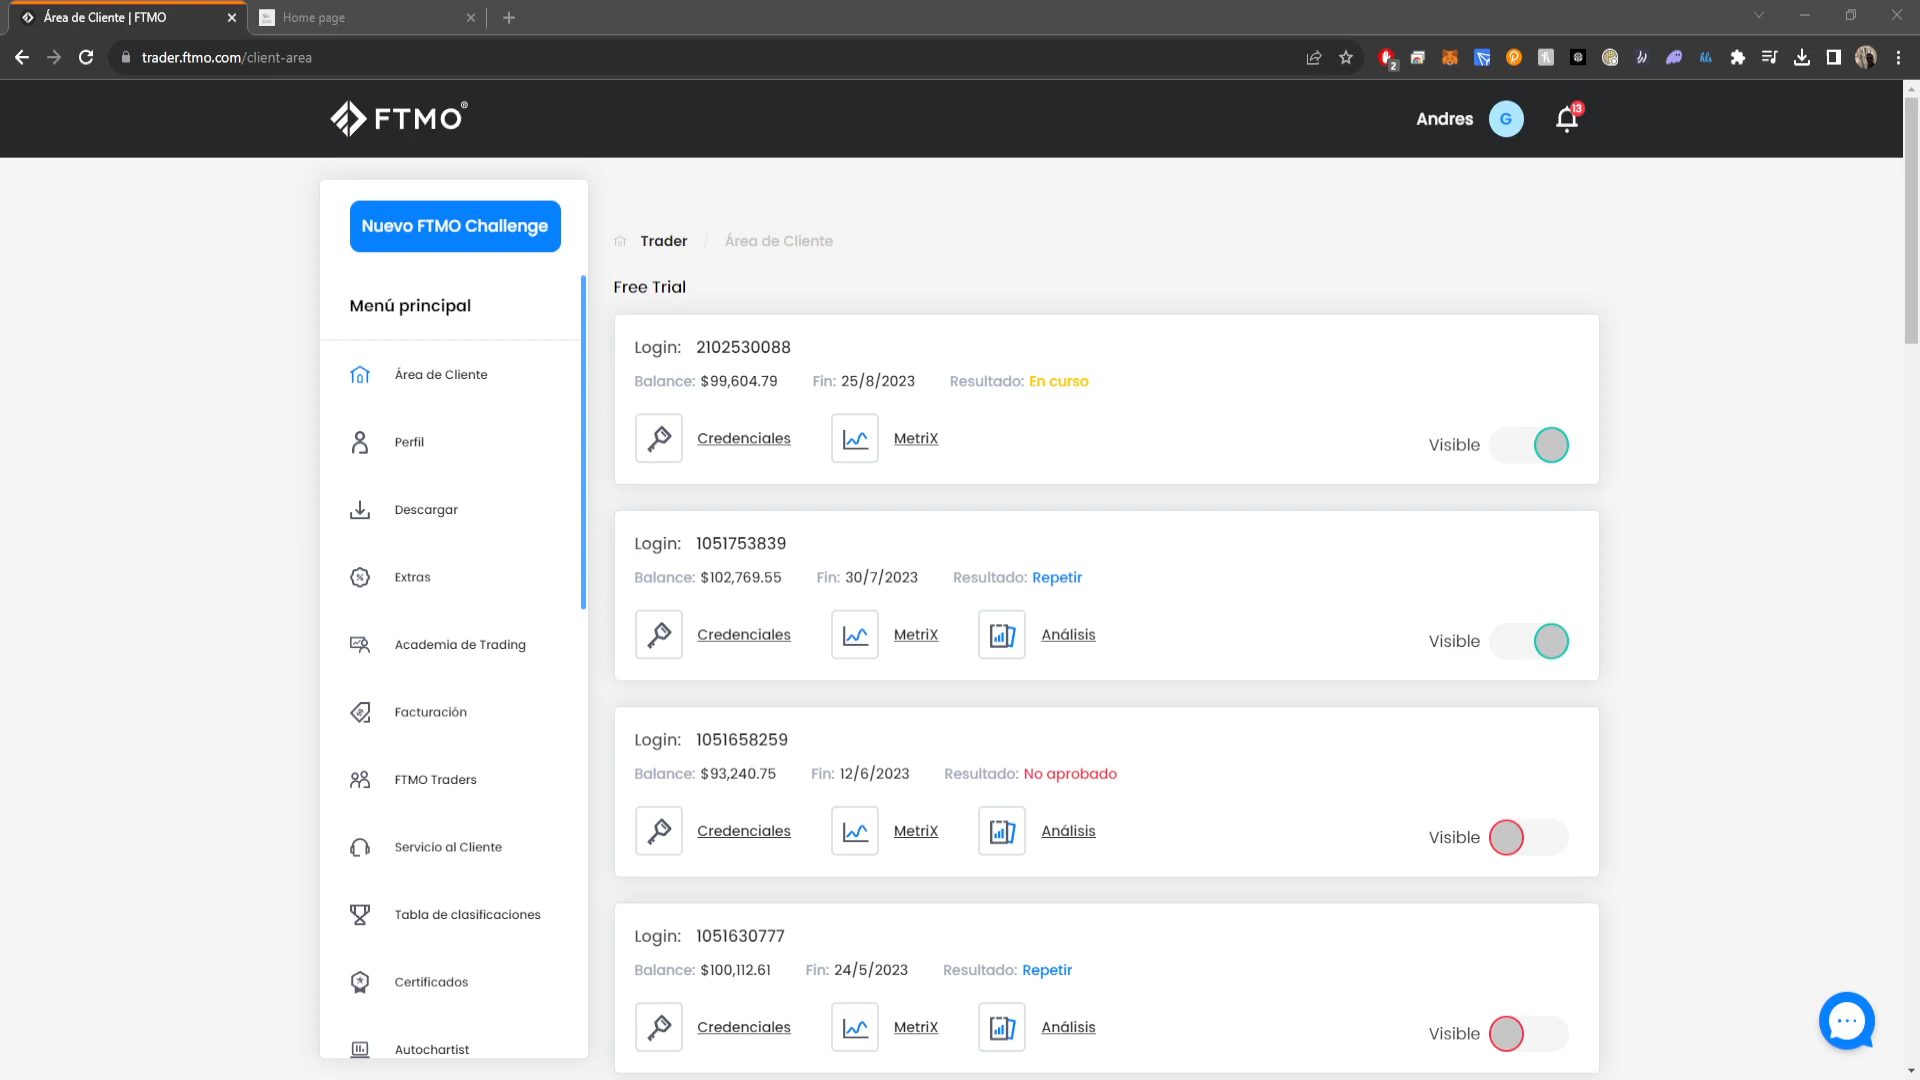 Área de Cliente | FTMO
Home page
trader.ftmo.com/client-area
2
FTMO®
Andres G 13
Nuevo FTMO Challenge
Menú principal
Área de Cliente
Perfil
Descargar
Extras
Academia de Trading
Facturación
FTMO Traders
Servicio al Cliente
Tabla de clasificaciones
Certificados
Autochartist
Trader / Área de Cliente
Free Trial
Login: 2102530088
Balance: $99,604.79 Fin: 25/8/2023 Resultado: En curso
Credenciales MetriX Visible
Login: 1051753839
Balance: $102,769.55 Fin: 30/7/2023 Resultado: Repetir
Credenciales MetriX Análisis Visible
Login: 1051658259
Balance: $93,240.75 Fin: 12/6/2023 Resultado: No aprobado
Credenciales MetriX Análisis Visible
Login: 1051630777
Balance: $100,112.61 Fin: 24/5/2023 Resultado: Repetir
Credenciales MetriX Análisis Visible